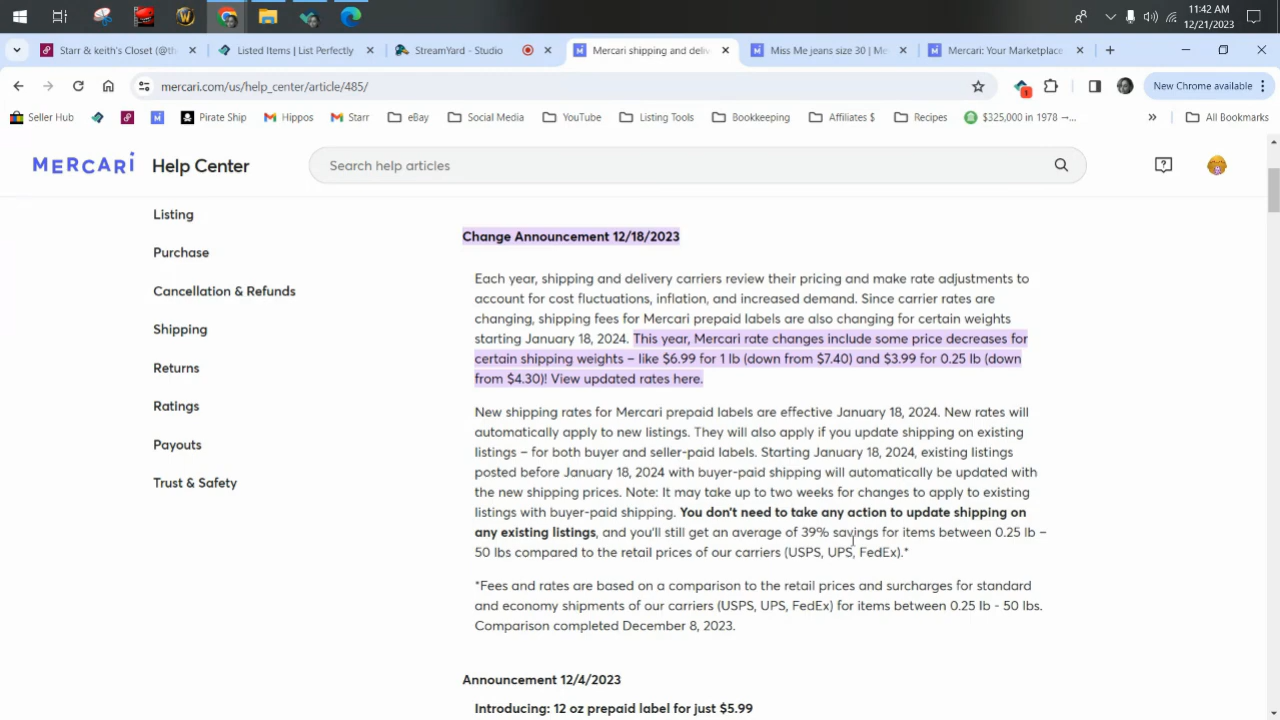 11:42 AM
12/21/2023
Starr & keith's Closet (@th
Listed Items | List Perfectly
StreamYard - Studio
Mercari shipping and deliv
Miss Me jeans size 30 | Me
Mercari: Your Marketplace
mercari.com/us/help_center/article/485/
1
New Chrome available
Seller Hub
Pirate Ship
Hippos
Starr
eBay
Social Media
YouTube
Listing Tools
Bookkeeping
Affiliates $
Recipes
$325,000 in 1978 →...
»
All Bookmarks
MERCARI
Help Center
Search help articles
Listing
Purchase
Cancellation & Refunds
Shipping
Returns
Ratings
Payouts
Trust & Safety
Change Announcement 12/18/2023
Each year, shipping and delivery carriers review their pricing and make rate adjustments to
account for cost fluctuations, inflation, and increased demand. Since carrier rates are
changing, shipping fees for Mercari prepaid labels are also changing for certain weights
starting January 18, 2024. This year, Mercari rate changes include some price decreases for
certain shipping weights – like $6.99 for 1 lb (down from $7.40) and $3.99 for 0.25 lb (down
from $4.30)! View updated rates here.
New shipping rates for Mercari prepaid labels are effective January 18, 2024. New rates will
automatically apply to new listings. They will also apply if you update shipping on existing
listings – for both buyer and seller-paid labels. Starting January 18, 2024, existing listings
posted before January 18, 2024 with buyer-paid shipping will automatically be updated with
the new shipping prices. Note: It may take up to two weeks for changes to apply to existing
listings with buyer-paid shipping. You don't need to take any action to update shipping on
any existing listings, and you'll still get an average of 39% savings for items between 0.25 lb –
50 lbs compared to the retail prices of our carriers (USPS, UPS, FedEx).*
*Fees and rates are based on a comparison to the retail prices and surcharges for standard
and economy shipments of our carriers (USPS, UPS, FedEx) for items between 0.25 lb - 50 lbs.
Comparison completed December 8, 2023.
Announcement 12/4/2023
Introducing: 12 oz prepaid label for just $5.99